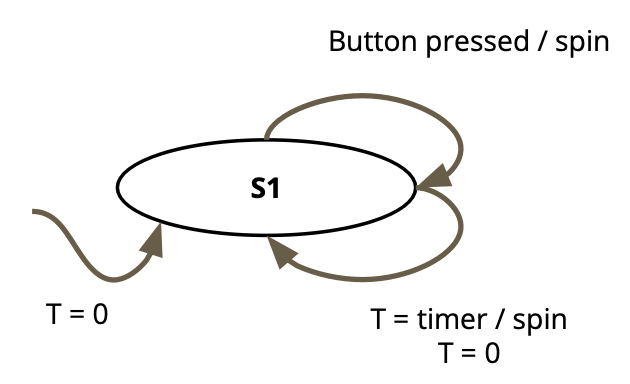 Button pressed / spin
S1
T = 0
T = timer / spin
T = 0